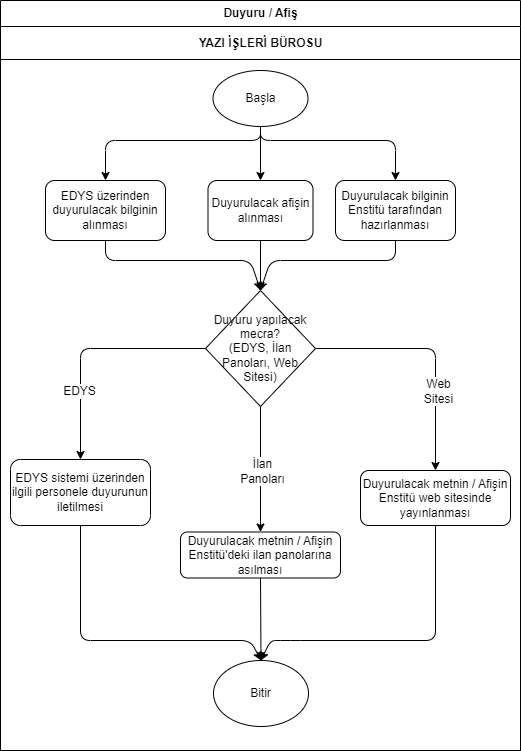 Duyuru / Afiş
YAZI İŞLERİ BÜROSU
Başla
EDYS üzerinden
duyurulacak bilginin
alınması
Duyurulacak afişin
alınması
Duyurulacak bilginin
Enstitü tarafından
hazırlanması
Duyuru yapılacak
mecra?
(EDYS, İlan
Panoları, Web
Sitesi)
EDYS
İlan
Panoları
Web
Sitesi
EDYS sistemi üzerinden
ilgili personele duyurunun
iletilmesi
Duyurulacak metnin / Afişin
Enstitü'deki ilan panolarına
asılması
Duyurulacak metnin / Afişin
Enstitü web sitesinde
yayınlanması
Bitir